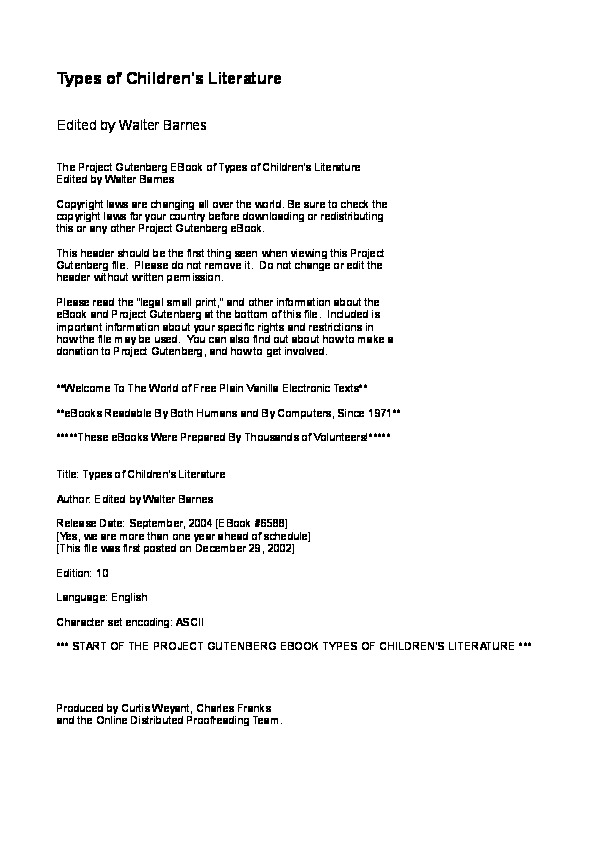 Types of Children's Literature
Edited by Walter Barnes
The Project Gutenberg EBook of Types of Children's Literature
Edited by Walter Barnes
Copyright laws are changing all over the world. Be sure to check the
copyright laws for your country before downloading or redistributing
this or any other Project Gutenberg eBook.
This header should be the first thing seen when viewing this Project
Gutenberg file.  Please do not remove it.  Do not change or edit the
header without written permission.
Please read the "legal small print," and other information about the
eBook and Project Gutenberg at the bottom of this file.  Included is
important information about your specific rights and restrictions in
how the file may be used.  You can also find out about how to make a
donation to Project Gutenberg, and how to get involved.
**Welcome To The World of Free Plain Vanilla Electronic Texts**
**eBooks Readable By Both Humans and By Computers, Since 1971**
*****These eBooks Were Prepared By Thousands of Volunteers!*****
Title: Types of Children's Literature
Author: Edited by Walter Barnes
Release Date: September, 2004 [EBook #6588]
[Yes, we are more than one year ahead of schedule]
[This file was first posted on December 29, 2002]
Edition: 10
Language: English
Character set encoding: ASCII
*** START OF THE PROJECT GUTENBERG EBOOK TYPES OF CHILDREN'S LITERATURE ***
Produced by Curtis Weyant, Charles Franks
and the Online Distributed Proofreading Team.